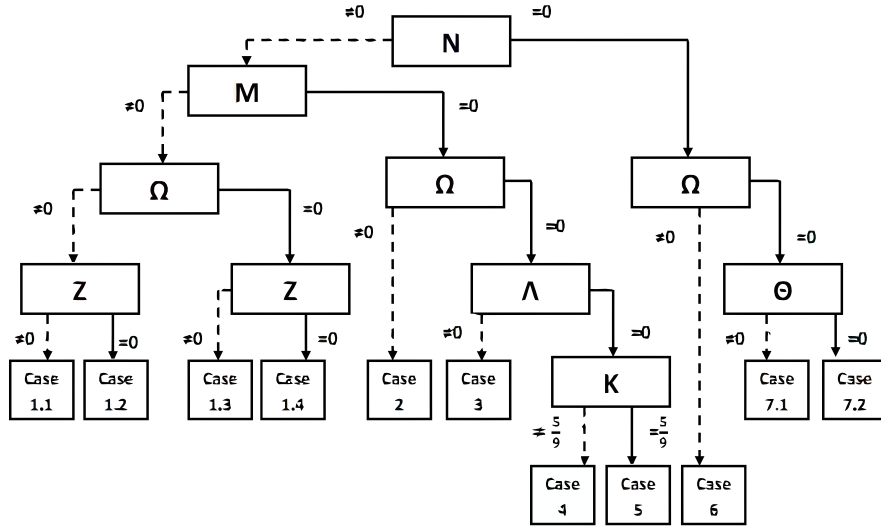 ≠0
=0
N
M
≠0
=0
Ω
Ω
Ω
≠0
=0
≠0
=0
≠0
=0
Z
Z
Λ
Θ
≠0
=0
≠0
=0
≠0
=0
≠0
=0
Case
1.1
Case
1.2
Case
1.3
Case
1.4
Case
2
Case
3
K
Case
7.1
Case
7.2
≠5/9
=5/9
Case
4
Case
5
Case
6